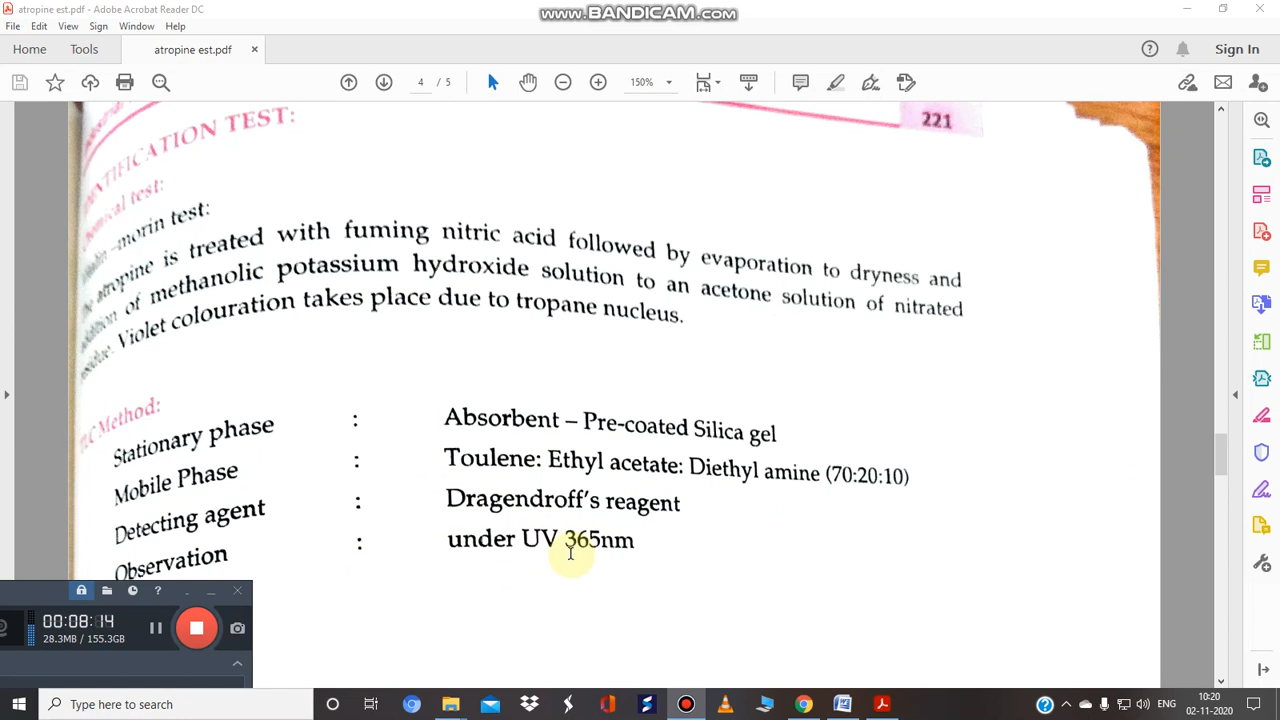 atropine est.pdf - Adobe Acrobat Reader DC
www.BANDICAM.com
File Edit View Sign Window Help
Home Tools atropine est.pdf × Sign In
4 / 5 150%
221
IDENTIFICATION TEST:
test:
–morin test:
atropine is treated with fuming nitric acid followed by evaporation to dryness and
of methanolic potassium hydroxide solution to an acetone solution of nitrated
Violet colouration takes place due to tropane nucleus.
TLC Method:
Stationary phase : Absorbent – Pre-coated Silica gel
Mobile Phase : Toulene: Ethyl acetate: Diethyl amine (70:20:10)
Detecting agent : Dragendroff's reagent
Observation : under UV 365nm
00:08:14
28.3MB / 155.3GB
Type here to search
10:20
02-11-2020